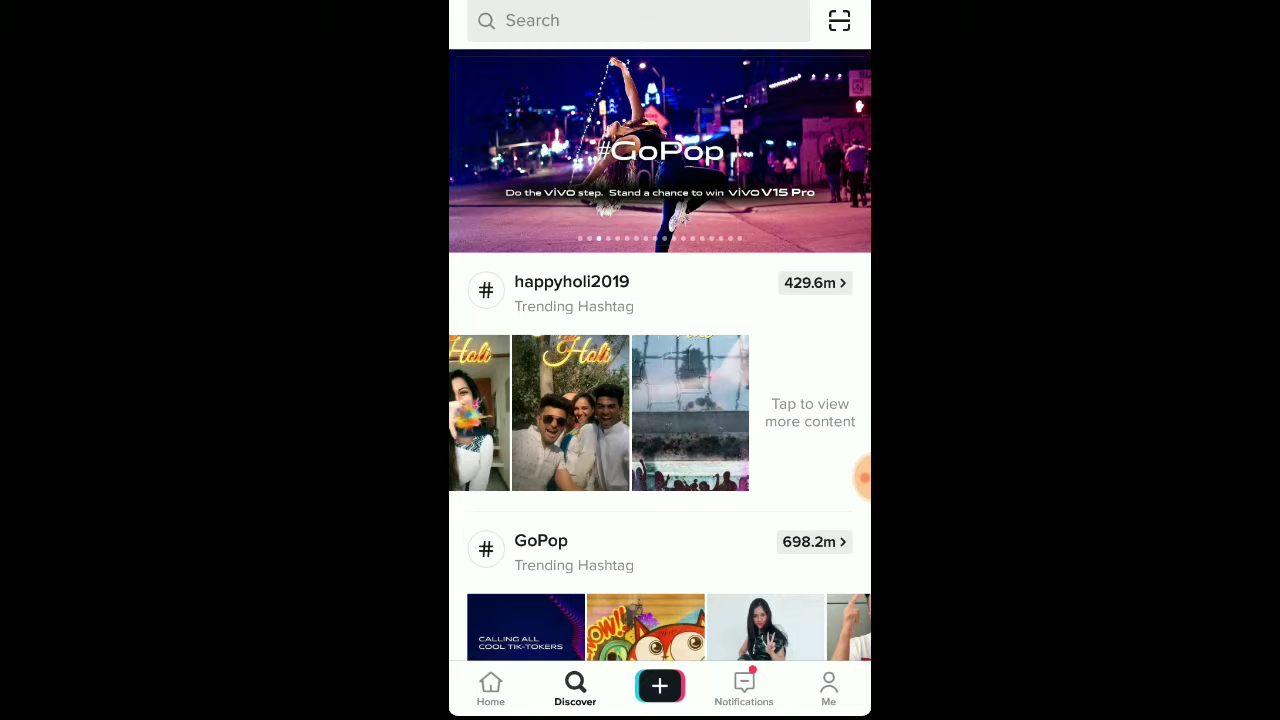 Search
#GoPop
Do the vivo step. Stand a chance to win vivo V15 Pro
happyholi2019
429.6m >
Trending Hashtag
Holi
Holi
Tap to view
more content
GoPop
698.2m >
Trending Hashtag
CALLING ALL
COOL TIK-TOKERS
WOW!!
Home
Discover
Notifications
Me